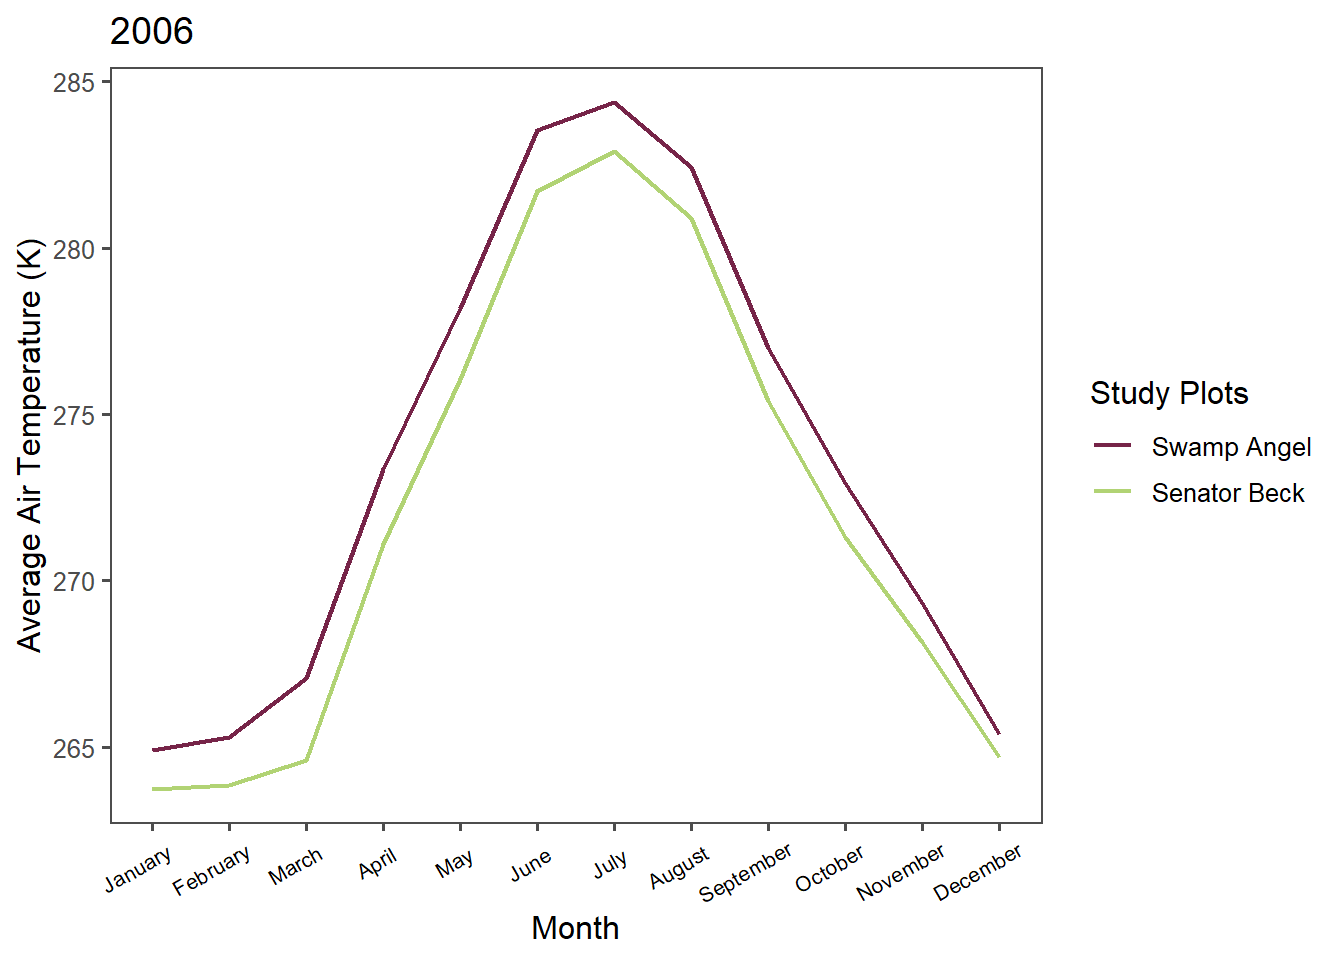 2006
Average Air Temperature (K)
285
280
275
270
265
January
February
March
April
May
June
July
August
September
October
November
December
Month
Study Plots
Swamp Angel
Senator Beck